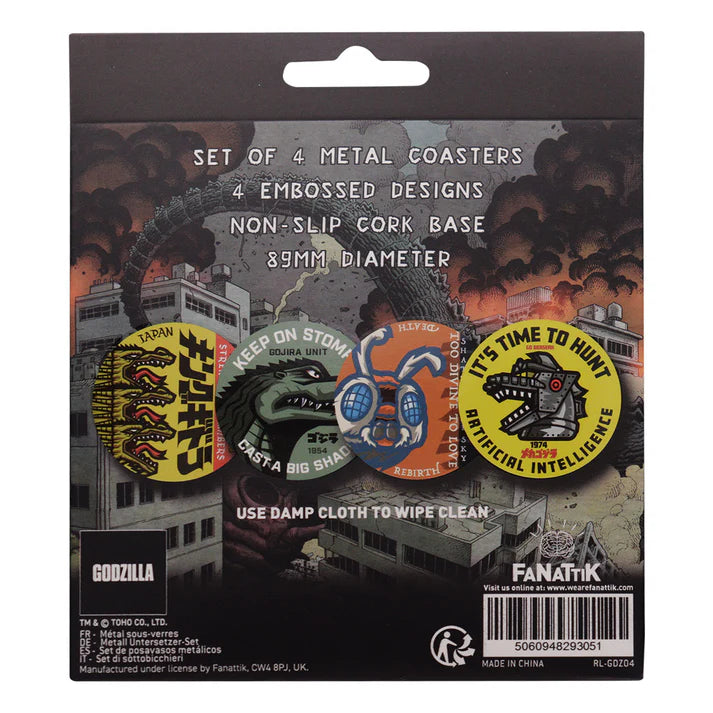 SET OF 4 METAL COASTERS
4 EMBOSSED DESIGNS
NON-SLIP CORK BASE
89MM DIAMETER
JAPAN
キングギドラ
KEEP ON STOMP
GOJIRA UNIT
ゴジラ
1954
CAST A BIG SHAD
DEATH
TOO DIVINE TO LOVE
SKY
REBIRTH
IT'S TIME TO HUNT
1974
メカゴジラ
ARTIFICIAL INTELLIGENCE
USE DAMP CLOTH TO WIPE CLEAN
GODZILLA
TM & © TOHO CO., LTD.
FR - Métal sous-verres
DE - Metall Untersetzer-Set
ES - Set de posavasos metálicos
IT - Set di sottobicchieri
Manufactured under license by Fanattik, CW4 8PJ, UK.
FANATTIK
Visit us online at: www.wearefanattik.com
5060948293051
MADE IN CHINA
RL-GDZ04